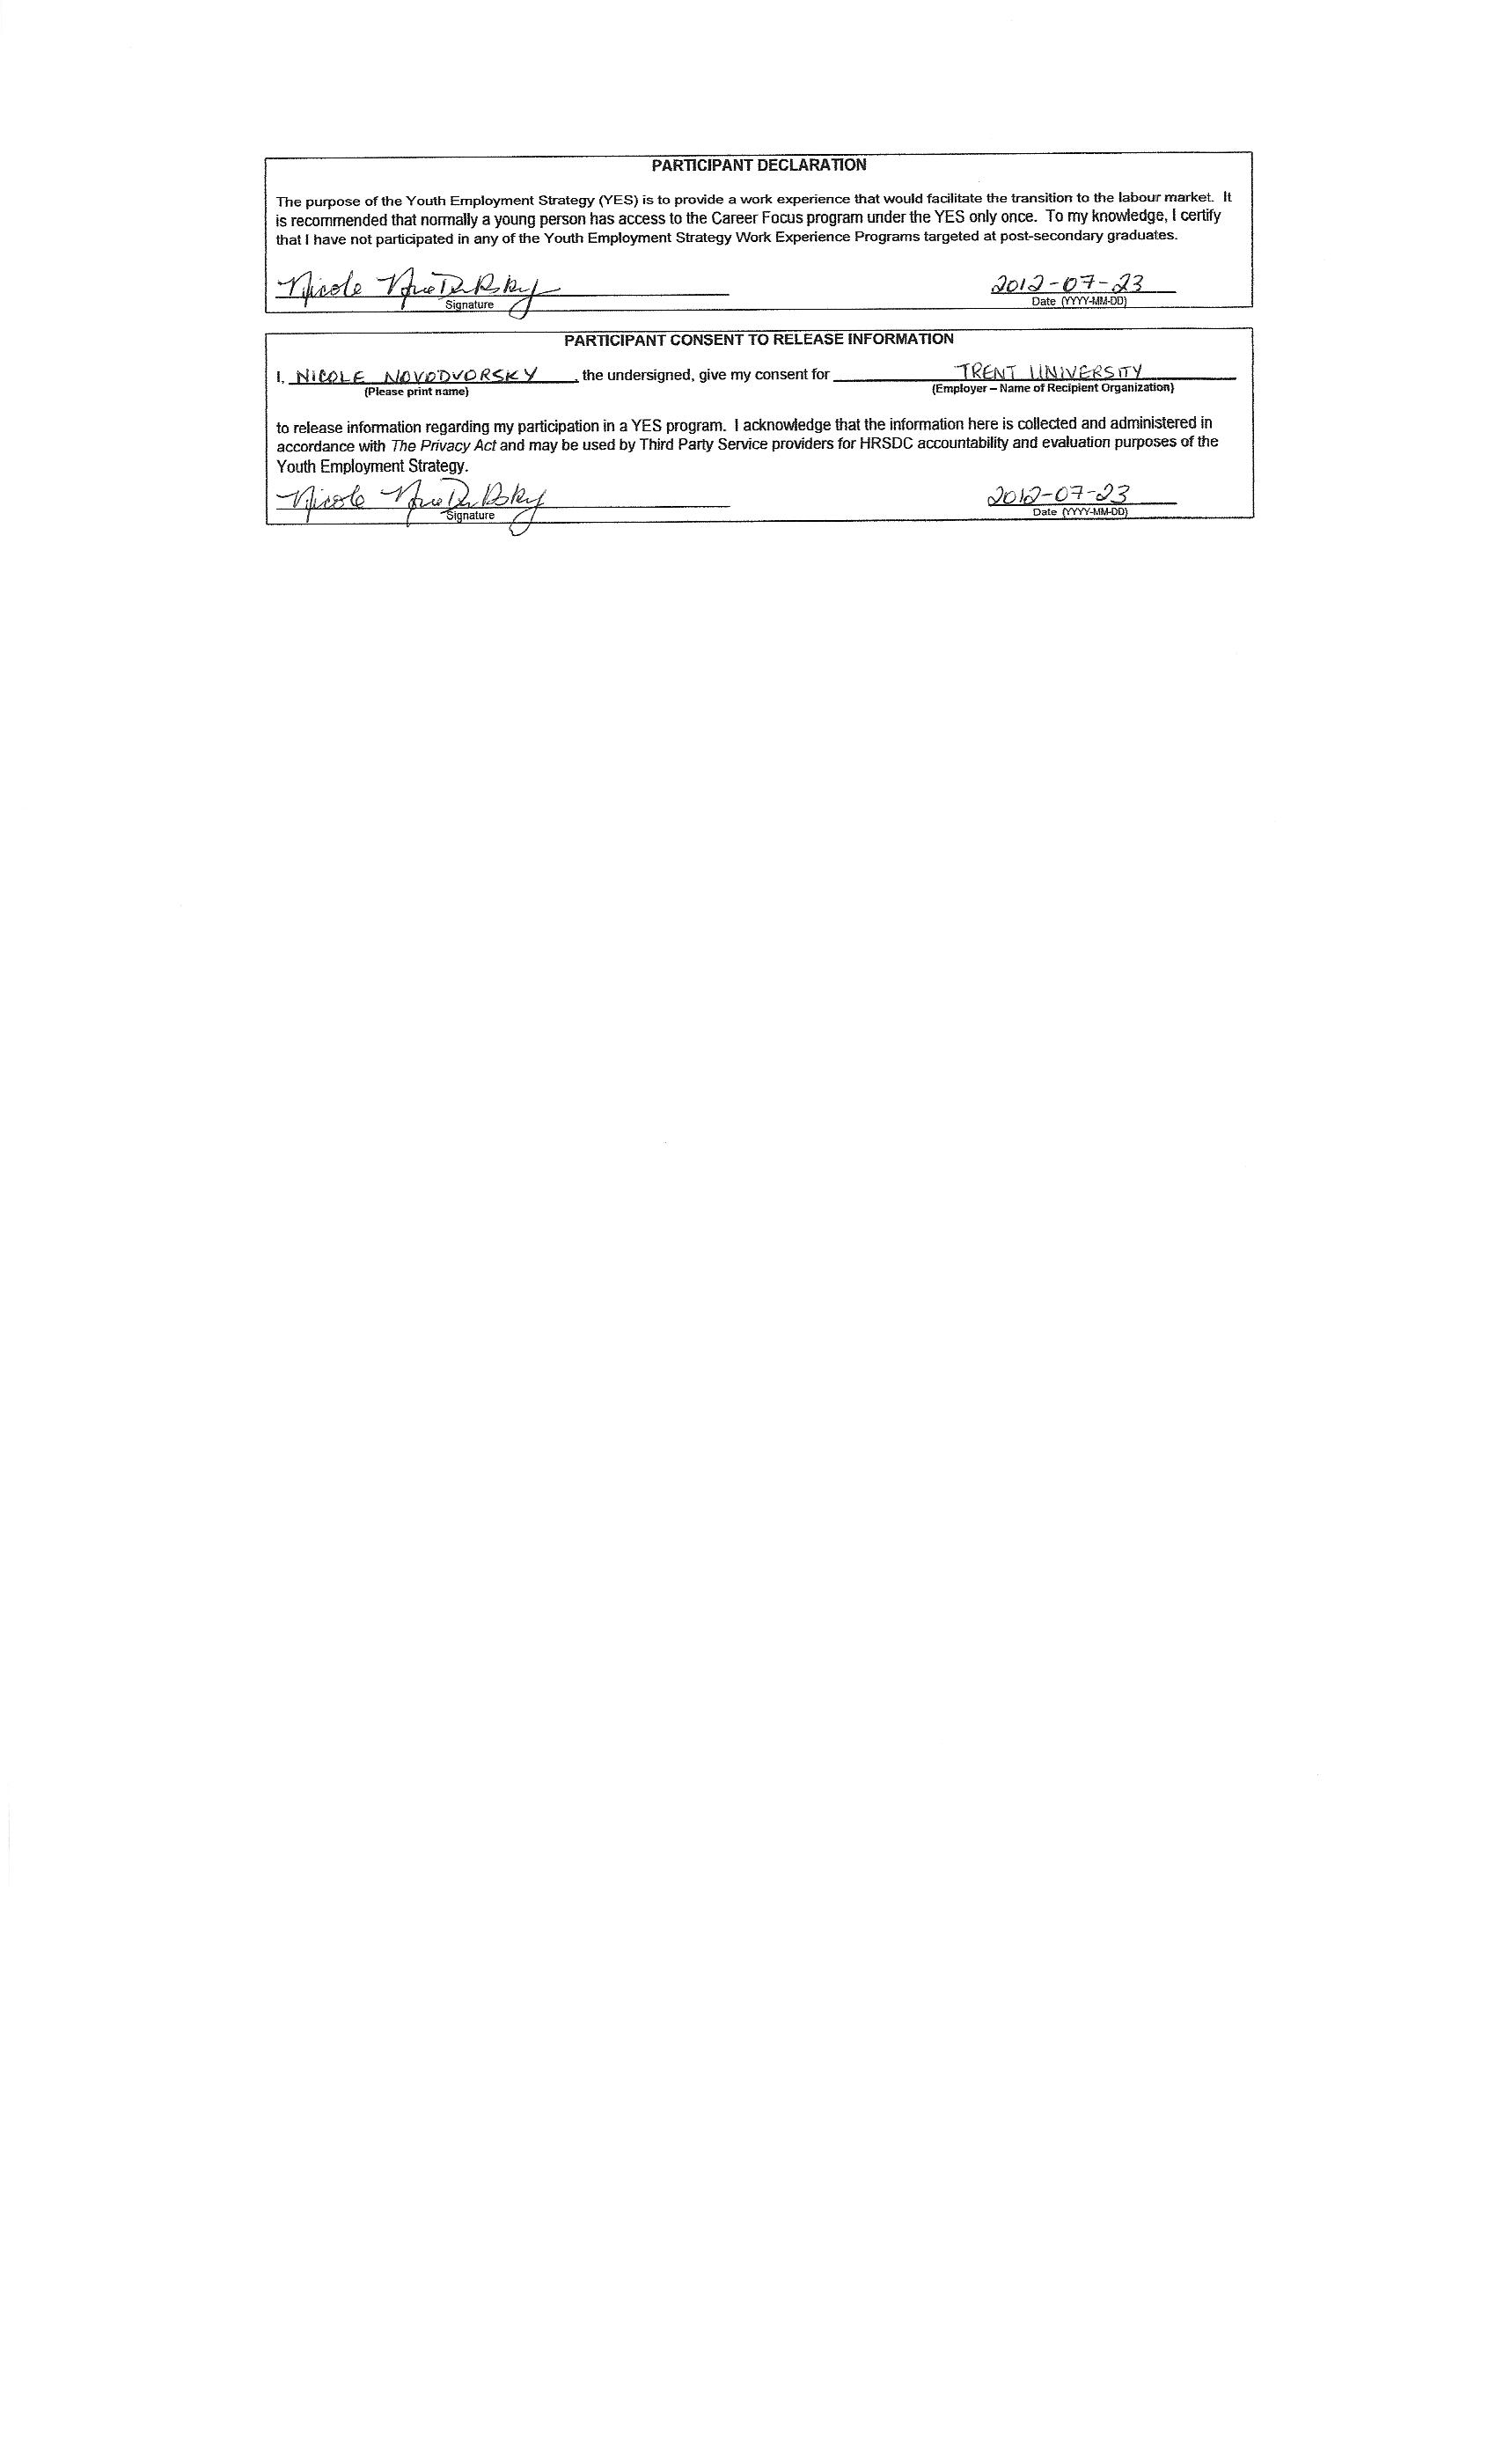 PARTICIPANT DECLARATION
The purpose of the Youth Employment Strategy (YES) is to provide a work experience that would facilitate the transition to the labour market. It
is recommended that normally a young person has access to the Career Focus program under the YES only once. To my knowledge, I certify
that I have not participated in any of the Youth Employment Strategy Work Experience Programs targeted at post-secondary graduates.
Nicole 2012-07-23
Signature Date (YYYY-MM-DD)
PARTICIPANT CONSENT TO RELEASE INFORMATION
I, NICOLE NOVODVORSKY, the undersigned, give my consent for TRENT UNIVERSITY
(Please print name) (Employer – Name of Recipient Organization)
to release information regarding my participation in a YES program. I acknowledge that the information here is collected and administered in
accordance with The Privacy Act and may be used by Third Party Service providers for HRSDC accountability and evaluation purposes of the
Youth Employment Strategy.
Nicole 2012-07-23
Signature Date (YYYY-MM-DD)